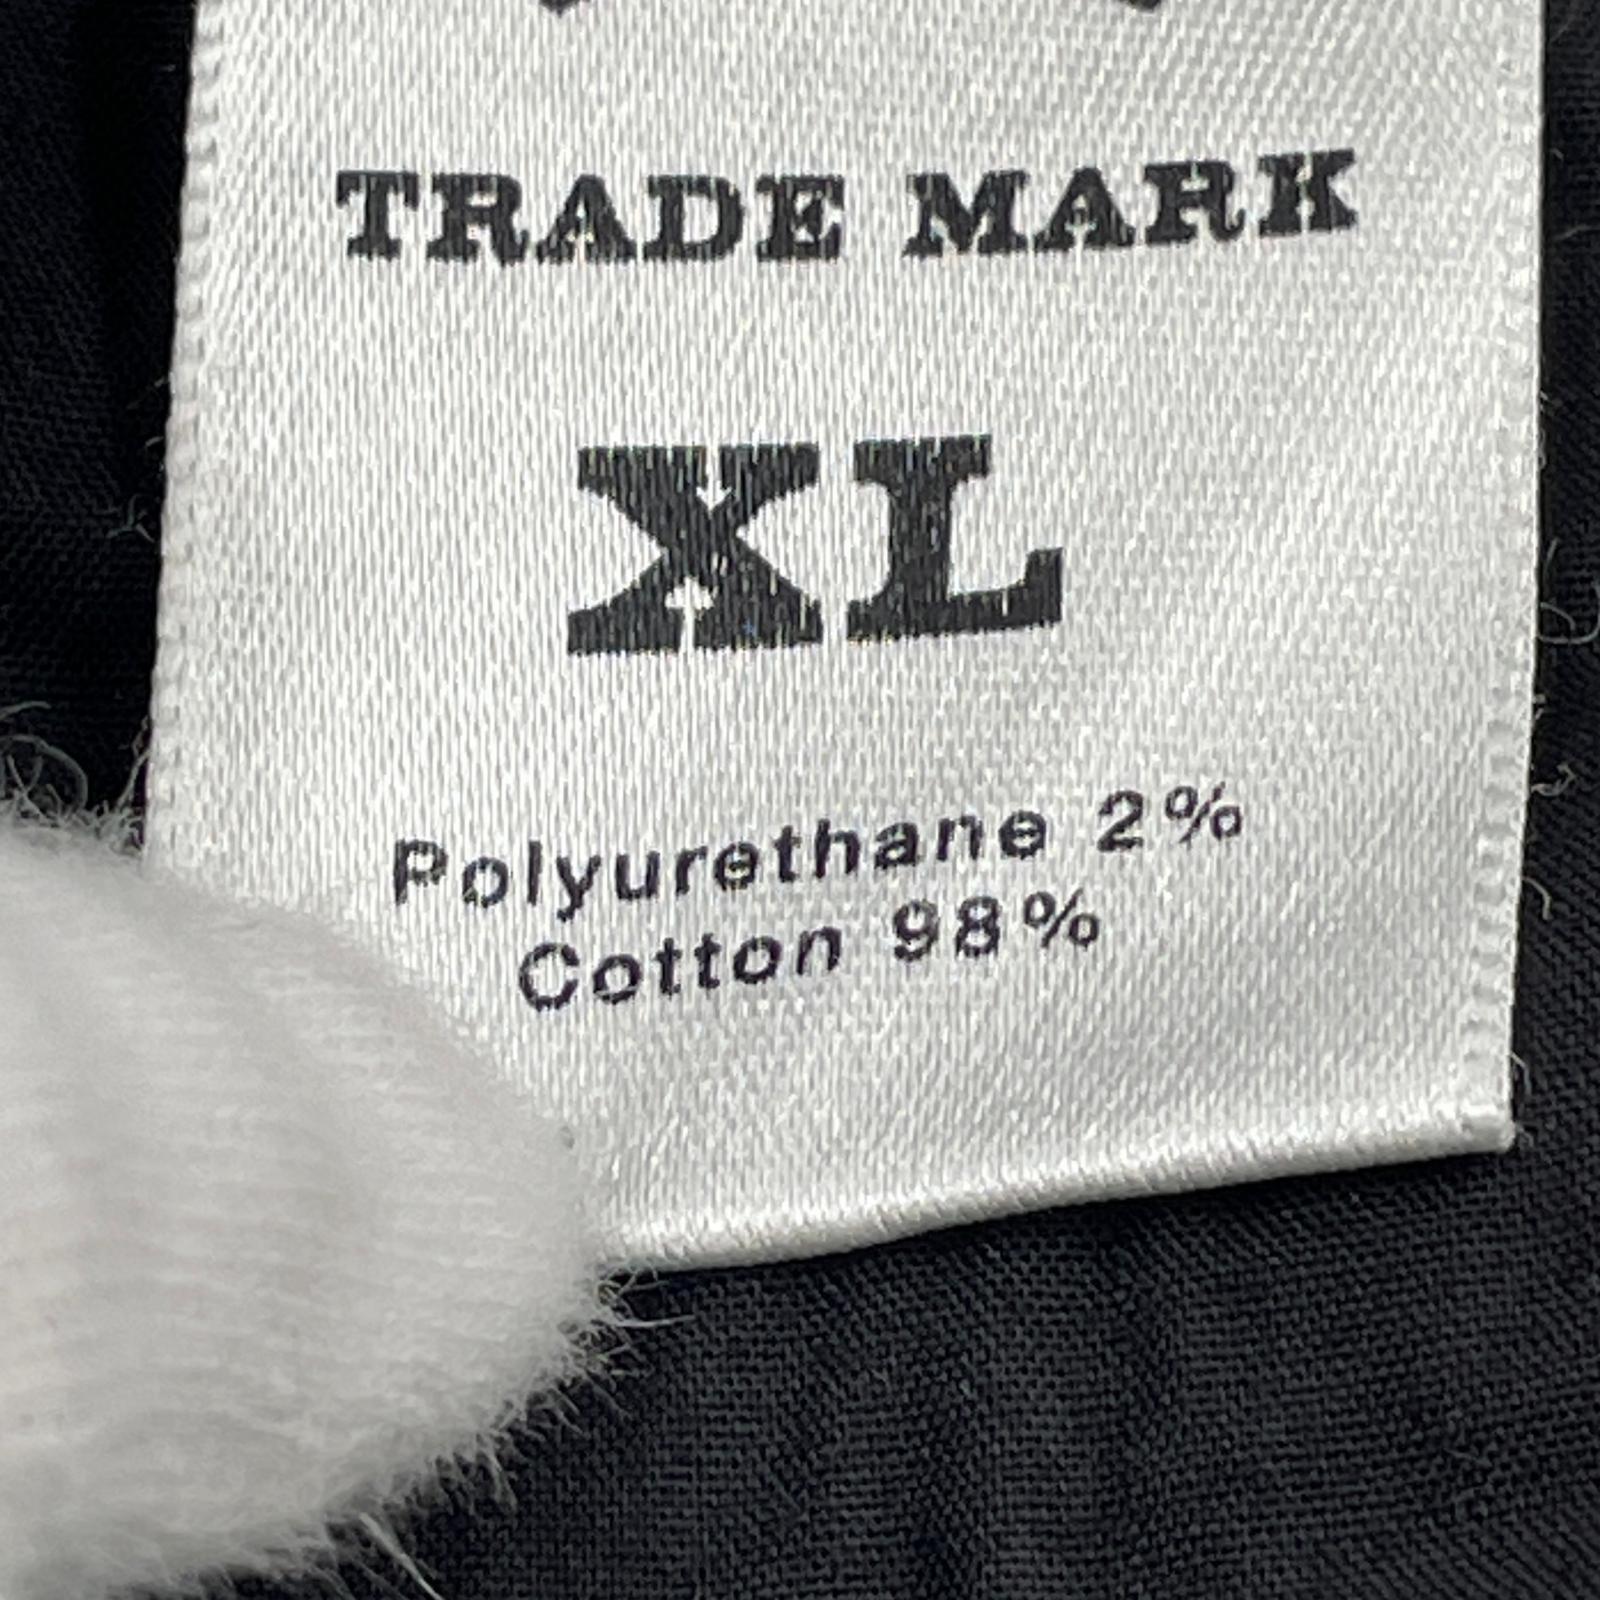 TRADE MARK
XL
Polyurethane 2%
Cotton 98%